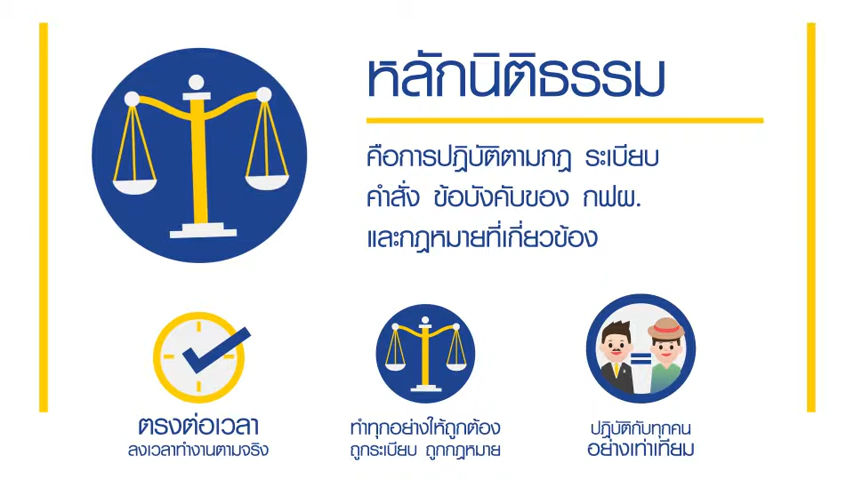 หลักนิติธรรม
คือการปฏิบัติตามกฎ ระเบียบ
คำสั่ง ข้อบังคับของ กฟผ.
และกฎหมายที่เกี่ยวข้อง
ตรงต่อเวลา
ลงเวลาทำงานตามจริง
ทำทุกอย่างให้ถูกต้อง
ถูกระเบียบ ถูกกฎหมาย
ปฏิบัติกับทุกคน
อย่างเท่าเทียม